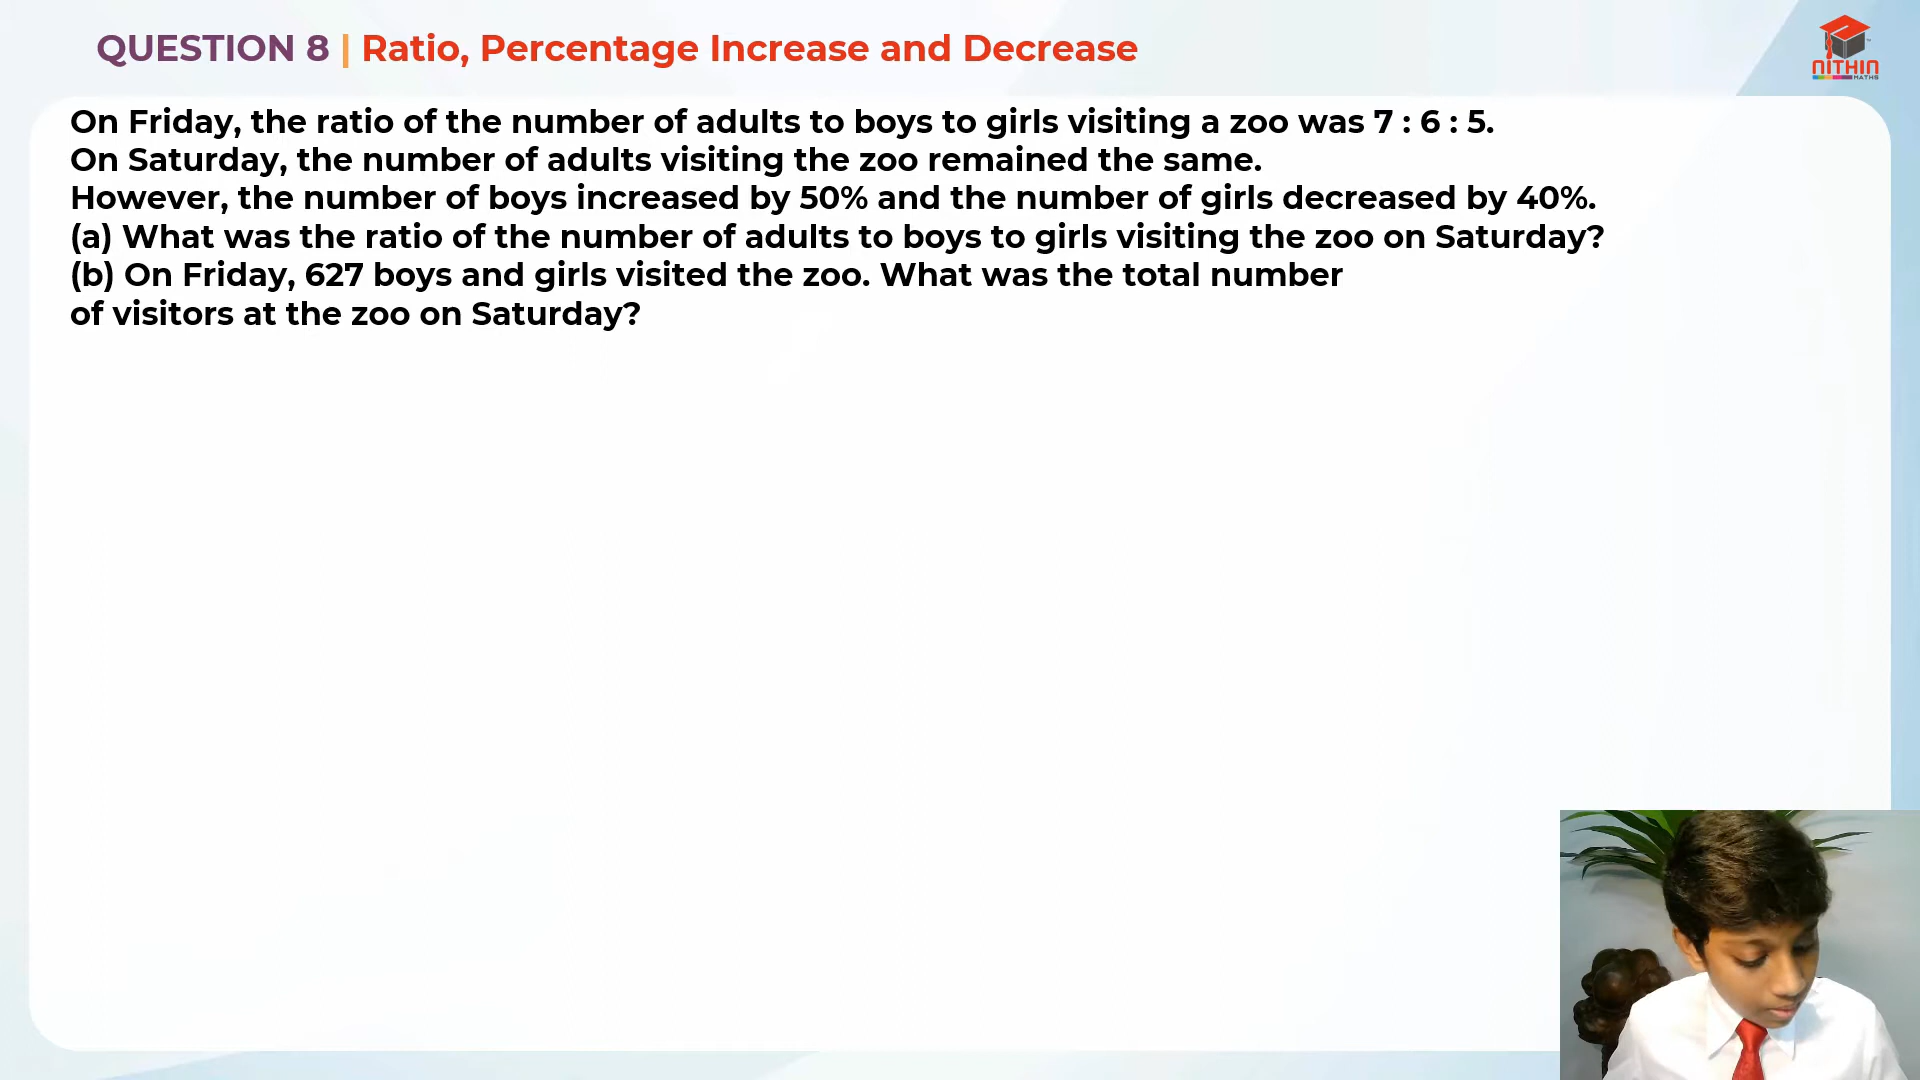 QUESTION 8 | Ratio, Percentage Increase and Decrease
NITHIN
MATHS
On Friday, the ratio of the number of adults to boys to girls visiting a zoo was 7 : 6 : 5.
On Saturday, the number of adults visiting the zoo remained the same.
However, the number of boys increased by 50% and the number of girls decreased by 40%.
(a) What was the ratio of the number of adults to boys to girls visiting the zoo on Saturday?
(b) On Friday, 627 boys and girls visited the zoo. What was the total number
of visitors at the zoo on Saturday?